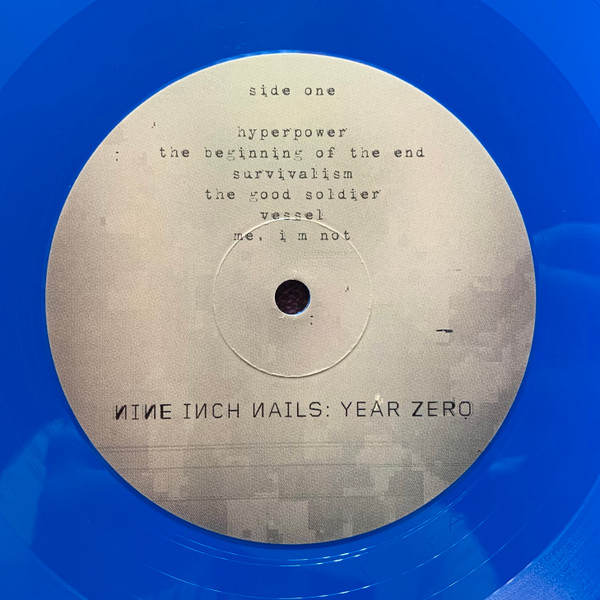 side one
hyperpower
the beginning of the end
survivalism
the good soldier
vessel
me, i m not
NINE INCH NAILS: YEAR ZERO